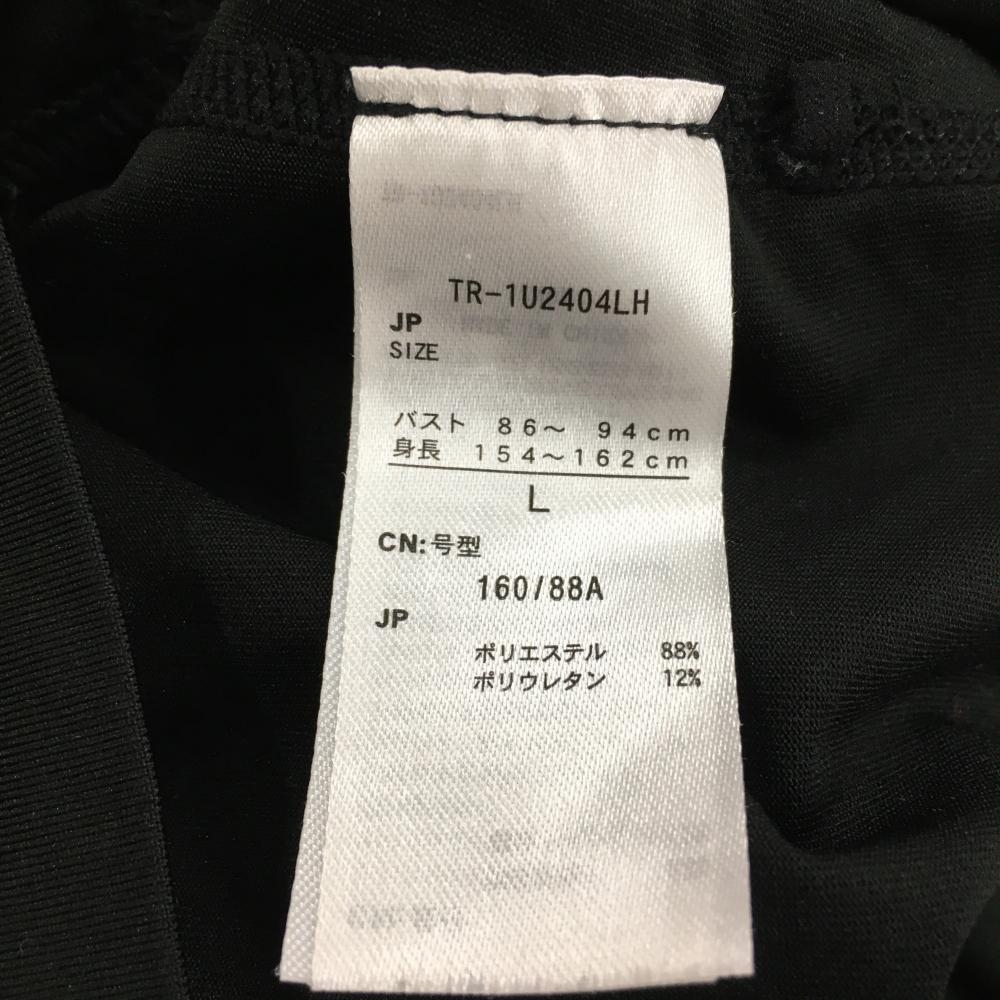 TR-1U2404LH
JP
SIZE
バスト 86～ 94cm
身長 154～162cm
L
CN:号型
160/88A
JP
ポリエステル 88%
ポリウレタン 12%